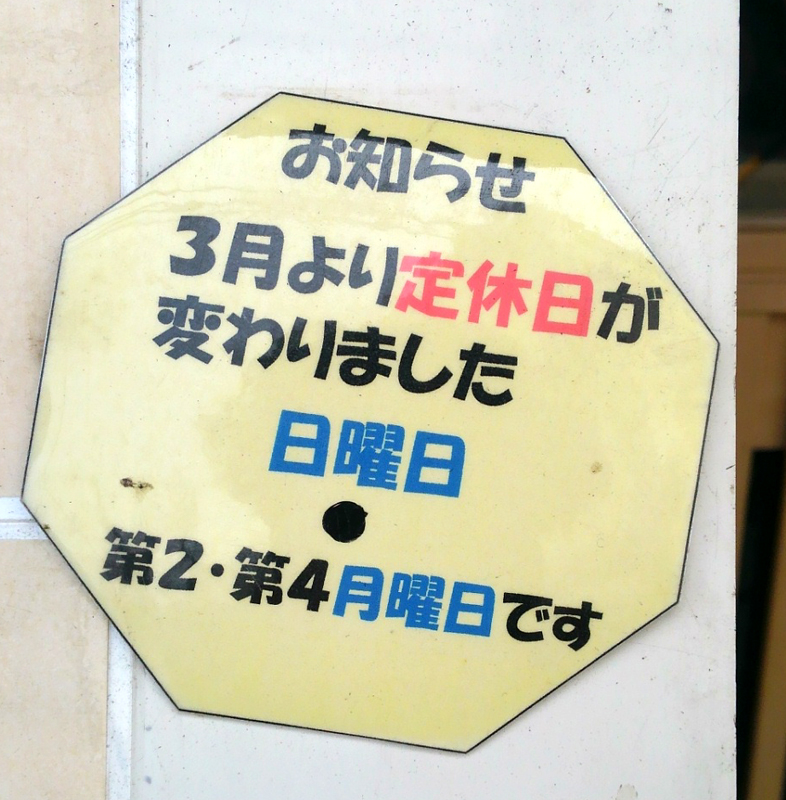 お知らせ
3月より定休日が
変わりました
日曜日
●
第2・第4月曜日です